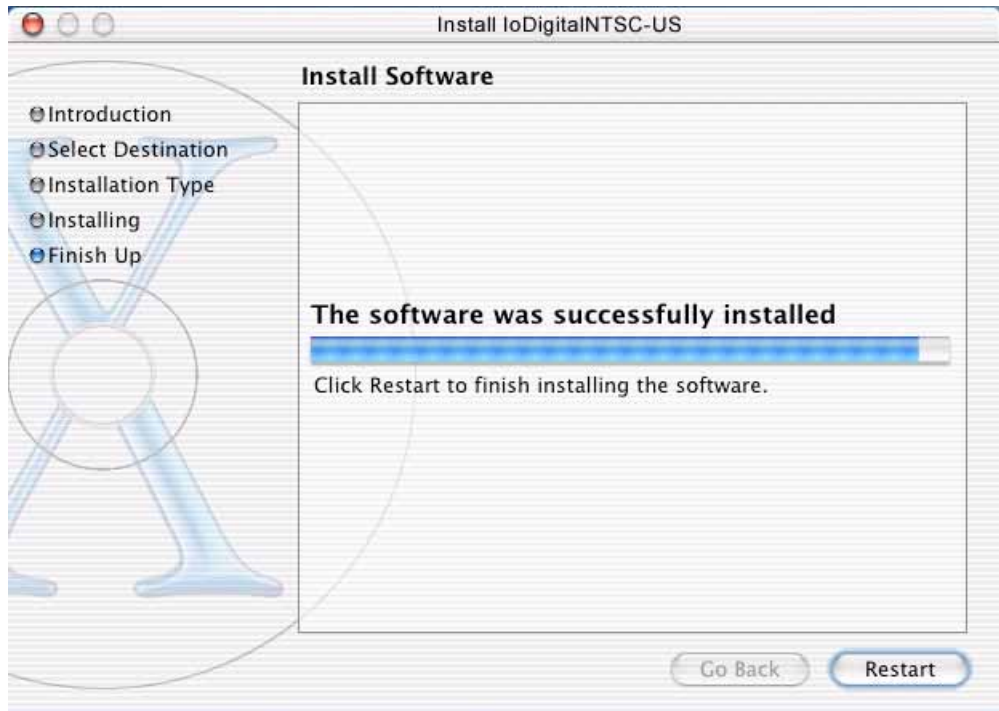 Install IoDigitalNTSC-US
Install Software
Introduction
Select Destination
Installation Type
Installing
Finish Up
The software was successfully installed
Click Restart to finish installing the software.
Go Back
Restart